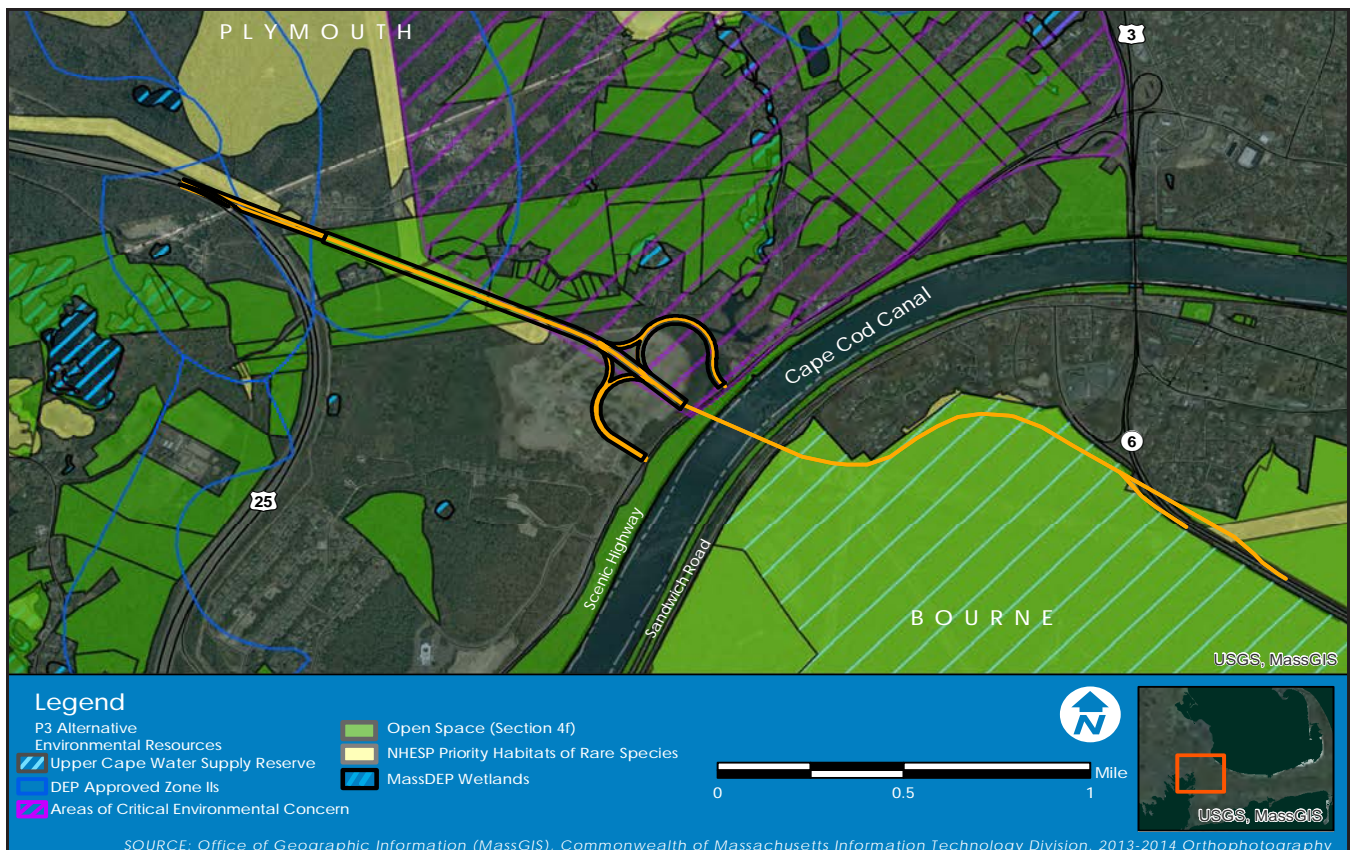 PLYMOUTH
3
Cape Cod Canal
6
25
Scenic Highway
Sandwich Road
BOURNE
USGS, MassGIS
Legend
P3 Alternative
Environmental Resources
Upper Cape Water Supply Reserve
DEP Approved Zone IIs
Areas of Critical Environmental Concern
Open Space (Section 4f)
NHESP Priority Habitats of Rare Species
MassDEP Wetlands
N
Mile
0 0.5 1
USGS, MassGIS
SOURCE: Office of Geographic Information (MassGIS), Commonwealth of Massachusetts Information Technology Division, 2013-2014 Orthophotography